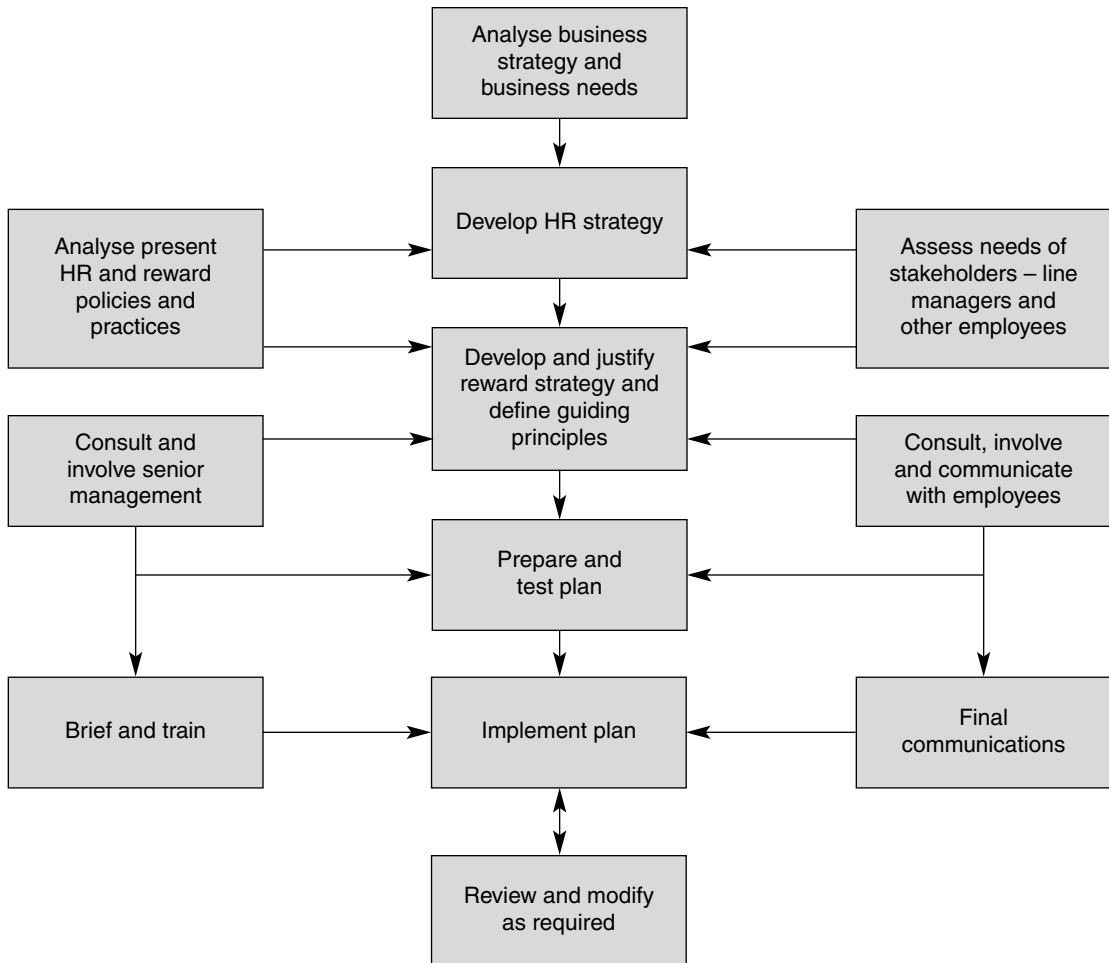 Analyse business
strategy and
business needs
Develop HR strategy
Analyse present
HR and reward
policies and
practices
Assess needs of
stakeholders – line
managers and
other employees
Develop and justify
reward strategy and
define guiding
principles
Consult and
involve senior
management
Consult, involve
and communicate
with employees
Prepare and
test plan
Brief and train
Implement plan
Final
communications
Review and modify
as required